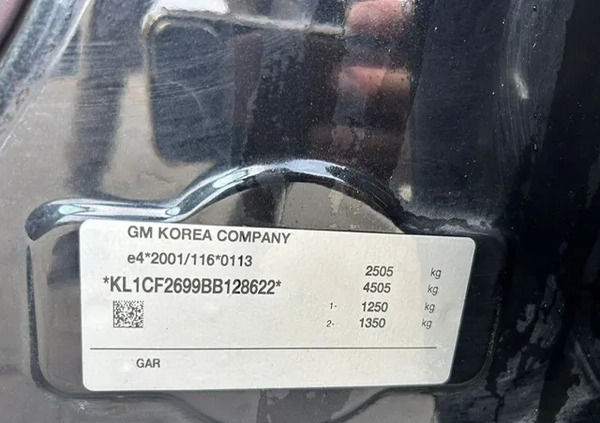 GM KOREA COMPANY
e4*2001/116*0113
*KL1CF2699BB128622*
2505 kg
4505 kg
1- 1250 kg
2- 1350 kg
GAR